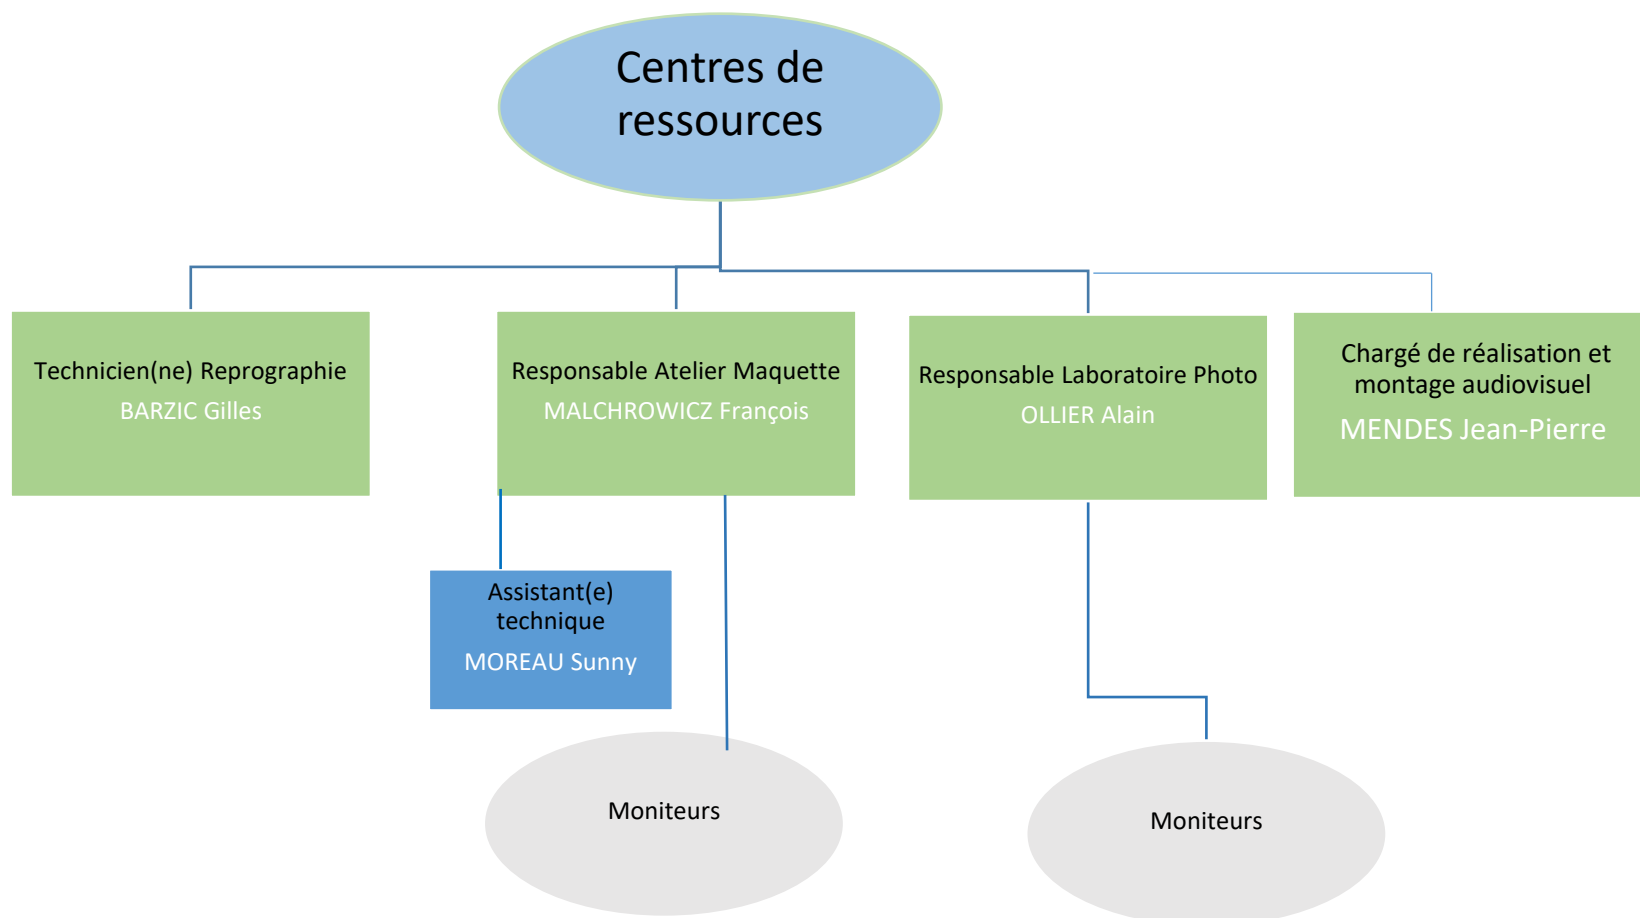 Centres de
ressources
Technicien(ne) Reprographie
BARZIC Gilles
Responsable Atelier Maquette
MALCHROWICZ François
Responsable Laboratoire Photo
OLLIER Alain
Chargé de réalisation et
montage audiovisuel
MENDES Jean-Pierre
Assistant(e)
technique
MOREAU Sunny
Moniteurs
Moniteurs